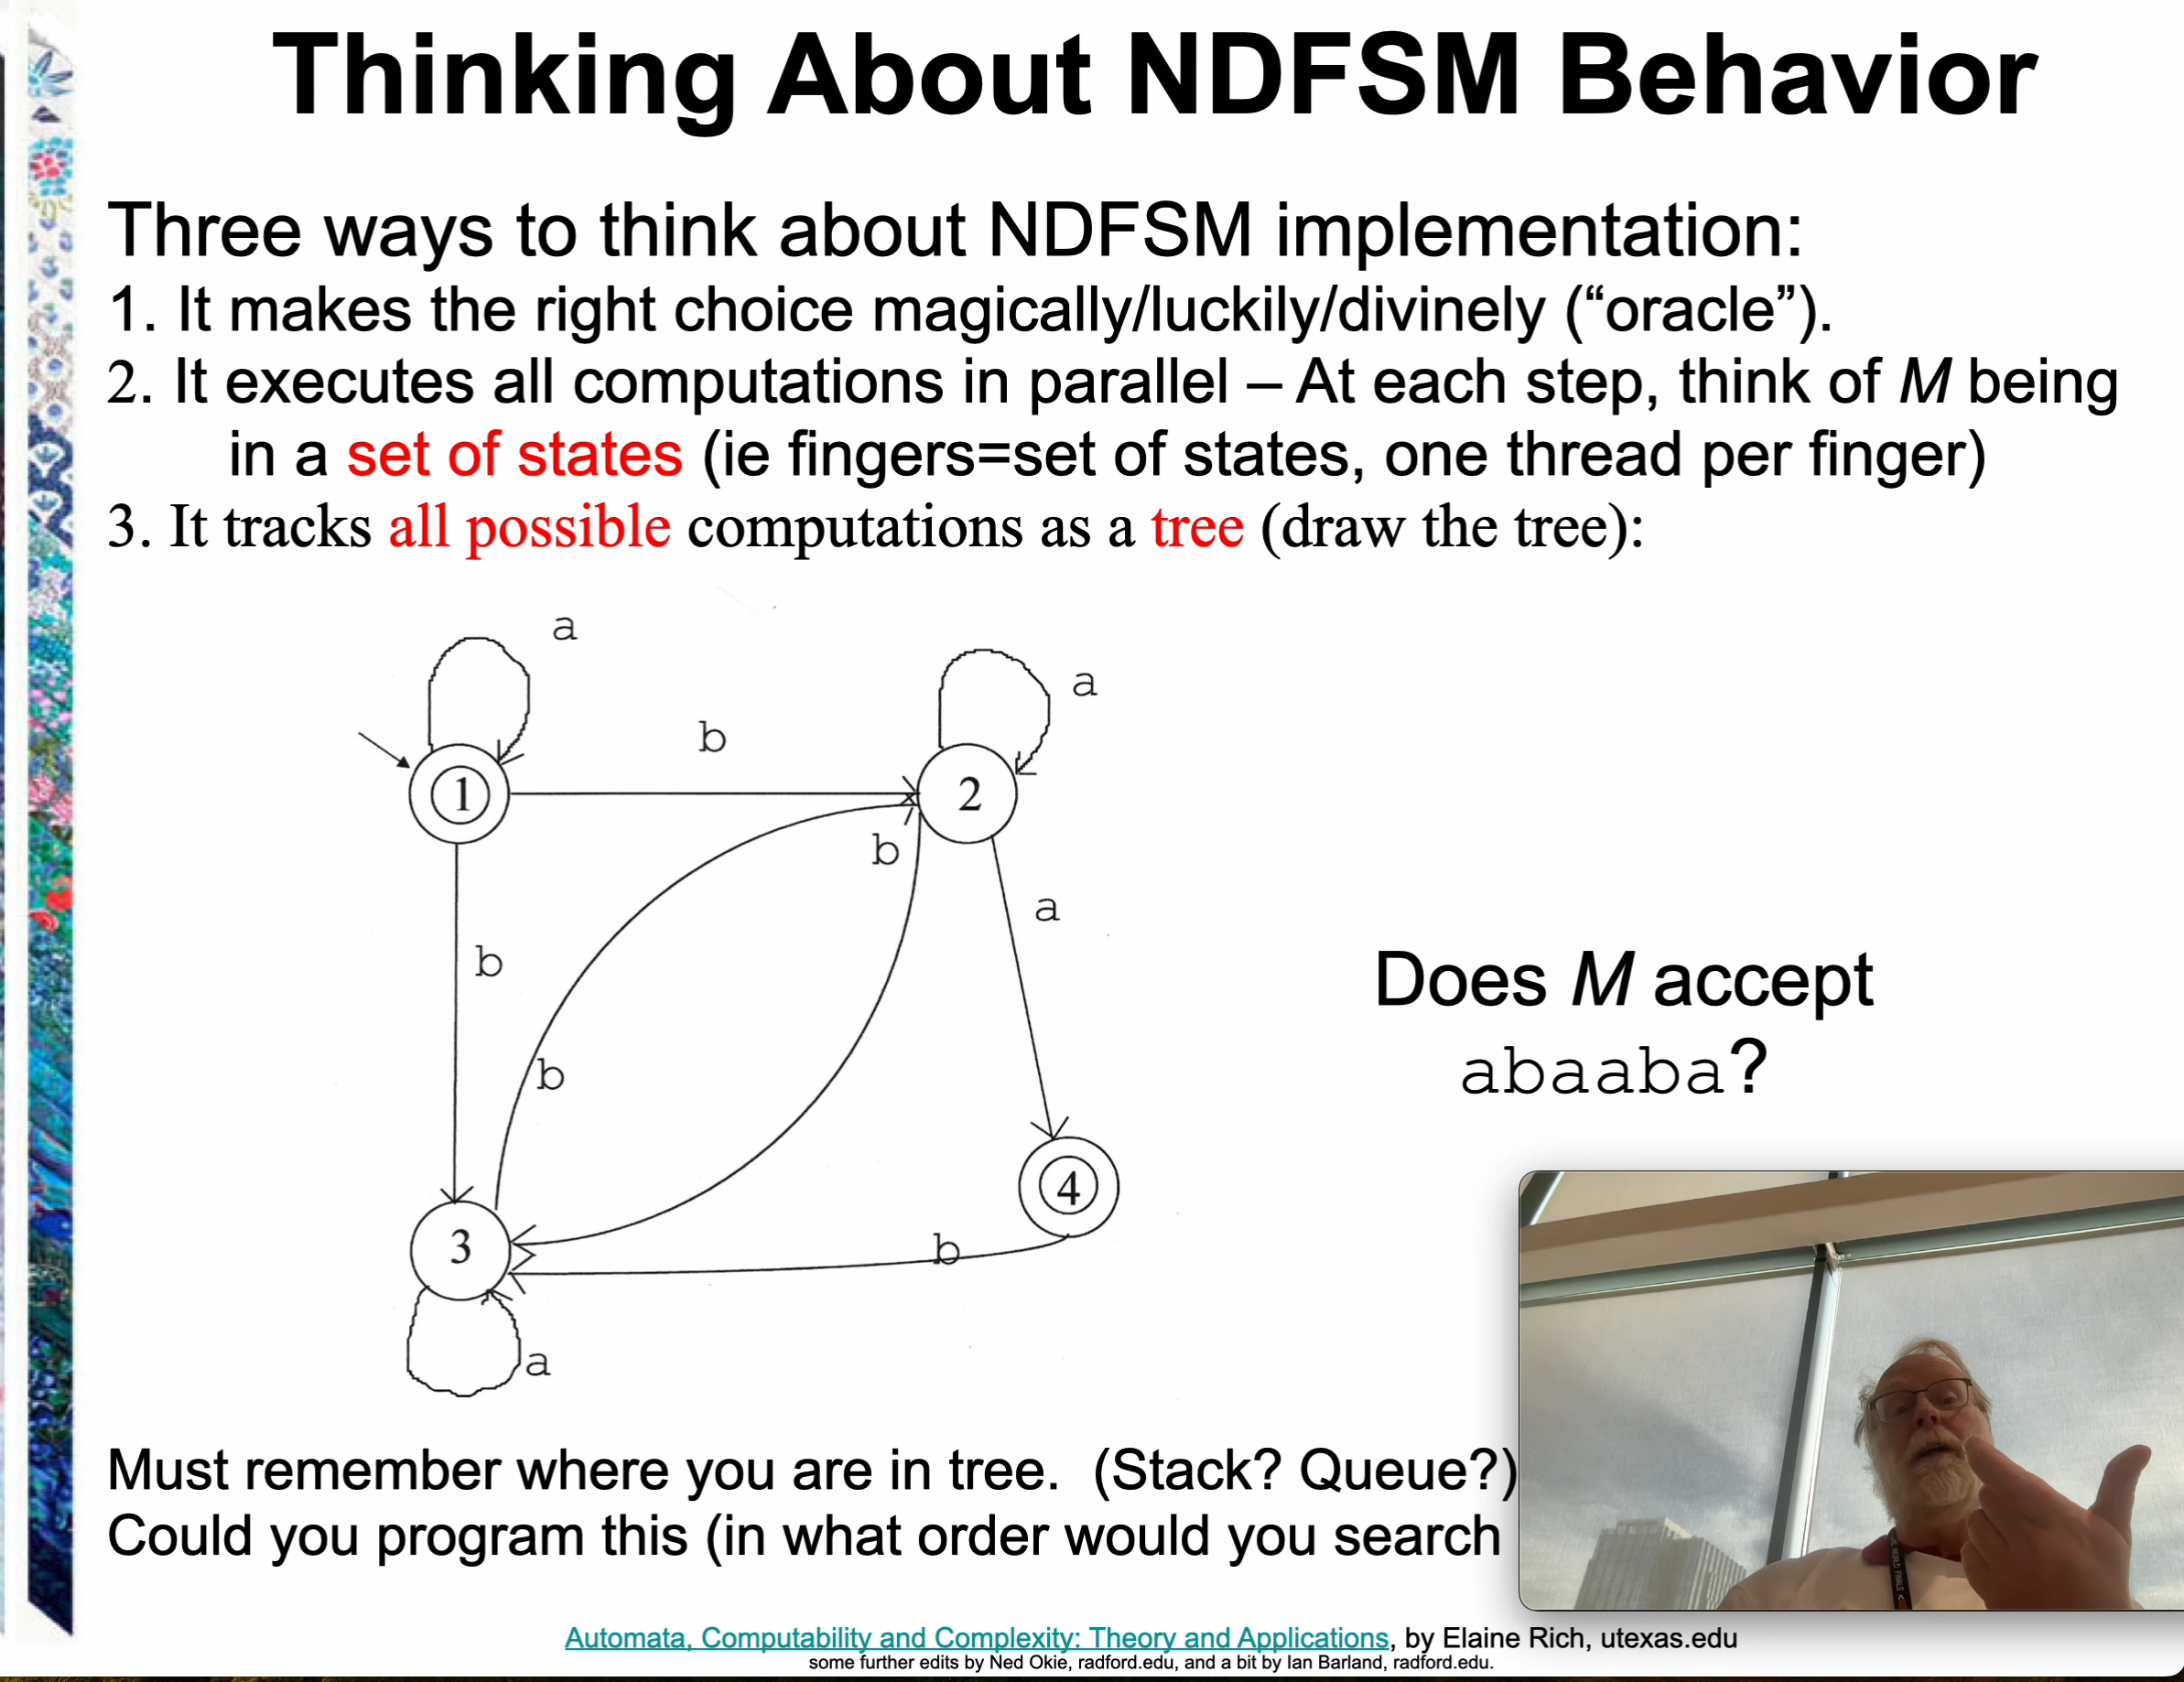 Thinking About NDFSM Behavior
Three ways to think about NDFSM implementation:
1. It makes the right choice magically/luckily/divinely (“oracle”).
2. It executes all computations in parallel – At each step, think of M being
in a set of states (ie fingers=set of states, one thread per finger)
3. It tracks all possible computations as a tree (draw the tree):
a
a
b
1
2
b
a
b
Does M accept
abaaba?
b
4
3
b
a
Must remember where you are in tree. (Stack? Queue?)
Could you program this (in what order would you search
Automata, Computability and Complexity: Theory and Applications, by Elaine Rich, utexas.edu
some further edits by Ned Okie, radford.edu, and a bit by Ian Barland, radford.edu.